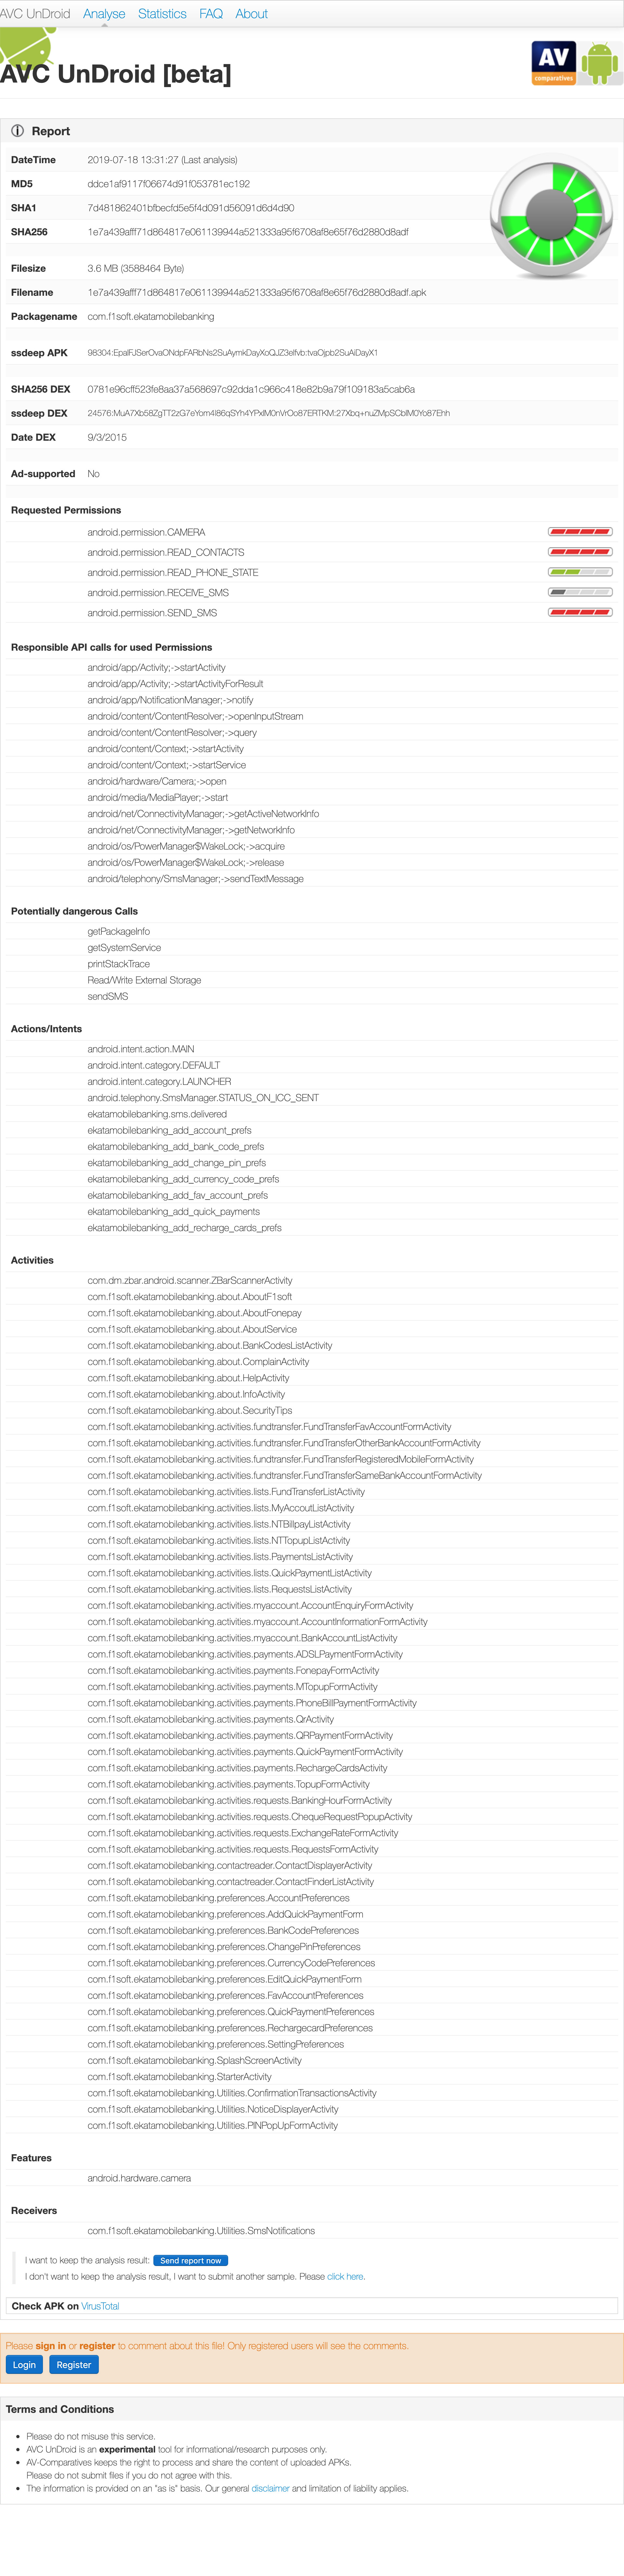 AVC UnDroid Analyse Statistics FAQ About
AVC UnDroid [beta]
AV
comparatives
Report
DateTime 2019-07-18 13:31:27 (Last analysis)
MD5 ddce1af9117f06674d91f053781ec192
SHA1 7d481862401bfbecfd5e5f4d091d56091d6d4d90
SHA256 1e7a439afff71d864817e061139944a521333a95f6708af8e65f76d2880d8adf
Filesize 3.6 MB (3588464 Byte)
Filename 1e7a439afff71d864817e061139944a521333a95f6708af8e65f76d2880d8adf.apk
Packagename com.f1soft.ekatamobilebanking
ssdeep APK 98304:EpalFJSerOvaONdpFARbNs2SuAymkDayXoQJZ3elfvb:tvaOjpb2SuAlDayX1
SHA256 DEX 0781e96cff523fe8aa37a568697c92dda1c966c418e82b9a79f109183a5cab6a
ssdeep DEX 24576:MuA7Xb58ZgTT2zG7eYom4l86qSYh4YPxlM0nVrOo87ERTKM:27Xbq+nuZMpSCblM0Yo87Ehh
Date DEX 9/3/2015
Ad-supported No
Requested Permissions
android.permission.CAMERA
android.permission.READ_CONTACTS
android.permission.READ_PHONE_STATE
android.permission.RECEIVE_SMS
android.permission.SEND_SMS
Responsible API calls for used Permissions
android/app/Activity;->startActivity
android/app/Activity;->startActivityForResult
android/app/NotificationManager;->notify
android/content/ContentResolver;->openInputStream
android/content/ContentResolver;->query
android/content/Context;->startActivity
android/content/Context;->startService
android/hardware/Camera;->open
android/media/MediaPlayer;->start
android/net/ConnectivityManager;->getActiveNetworkInfo
android/net/ConnectivityManager;->getNetworkInfo
android/os/PowerManager$WakeLock;->acquire
android/os/PowerManager$WakeLock;->release
android/telephony/SmsManager;->sendTextMessage
Potentially dangerous Calls
getPackageInfo
getSystemService
printStackTrace
Read/Write External Storage
sendSMS
Actions/Intents
android.intent.action.MAIN
android.intent.category.DEFAULT
android.intent.category.LAUNCHER
android.telephony.SmsManager.STATUS_ON_ICC_SENT
ekatamobilebanking.sms.delivered
ekatamobilebanking_add_account_prefs
ekatamobilebanking_add_bank_code_prefs
ekatamobilebanking_add_change_pin_prefs
ekatamobilebanking_add_currency_code_prefs
ekatamobilebanking_add_fav_account_prefs
ekatamobilebanking_add_quick_payments
ekatamobilebanking_add_recharge_cards_prefs
Activities
com.dm.zbar.android.scanner.ZBarScannerActivity
com.f1soft.ekatamobilebanking.about.AboutF1soft
com.f1soft.ekatamobilebanking.about.AboutFonepay
com.f1soft.ekatamobilebanking.about.AboutService
com.f1soft.ekatamobilebanking.about.BankCodesListActivity
com.f1soft.ekatamobilebanking.about.ComplainActivity
com.f1soft.ekatamobilebanking.about.HelpActivity
com.f1soft.ekatamobilebanking.about.InfoActivity
com.f1soft.ekatamobilebanking.about.SecurityTips
com.f1soft.ekatamobilebanking.activities.fundtransfer.FundTransferFavAccountFormActivity
com.f1soft.ekatamobilebanking.activities.fundtransfer.FundTransferOtherBankAccountFormActivity
com.f1soft.ekatamobilebanking.activities.fundtransfer.FundTransferRegisteredMobileFormActivity
com.f1soft.ekatamobilebanking.activities.fundtransfer.FundTransferSameBankAccountFormActivity
com.f1soft.ekatamobilebanking.activities.lists.FundTransferListActivity
com.f1soft.ekatamobilebanking.activities.lists.MyAccoutListActivity
com.f1soft.ekatamobilebanking.activities.lists.NTBillpayListActivity
com.f1soft.ekatamobilebanking.activities.lists.NTTopupListActivity
com.f1soft.ekatamobilebanking.activities.lists.PaymentsListActivity
com.f1soft.ekatamobilebanking.activities.lists.QuickPaymentListActivity
com.f1soft.ekatamobilebanking.activities.lists.RequestsListActivity
com.f1soft.ekatamobilebanking.activities.myaccount.AccountEnquiryFormActivity
com.f1soft.ekatamobilebanking.activities.myaccount.AccountInformationFormActivity
com.f1soft.ekatamobilebanking.activities.myaccount.BankAccountListActivity
com.f1soft.ekatamobilebanking.activities.payments.ADSLPaymentFormActivity
com.f1soft.ekatamobilebanking.activities.payments.FonepayFormActivity
com.f1soft.ekatamobilebanking.activities.payments.MTopupFormActivity
com.f1soft.ekatamobilebanking.activities.payments.PhoneBillPaymentFormActivity
com.f1soft.ekatamobilebanking.activities.payments.QrActivity
com.f1soft.ekatamobilebanking.activities.payments.QRPaymentFormActivity
com.f1soft.ekatamobilebanking.activities.payments.QuickPaymentFormActivity
com.f1soft.ekatamobilebanking.activities.payments.RechargeCardsActivity
com.f1soft.ekatamobilebanking.activities.payments.TopupFormActivity
com.f1soft.ekatamobilebanking.activities.requests.BankingHourFormActivity
com.f1soft.ekatamobilebanking.activities.requests.ChequeRequestPopupActivity
com.f1soft.ekatamobilebanking.activities.requests.ExchangeRateFormActivity
com.f1soft.ekatamobilebanking.activities.requests.RequestsFormActivity
com.f1soft.ekatamobilebanking.contactreader.ContactDisplayerActivity
com.f1soft.ekatamobilebanking.contactreader.ContactFinderListActivity
com.f1soft.ekatamobilebanking.preferences.AccountPreferences
com.f1soft.ekatamobilebanking.preferences.AddQuickPaymentForm
com.f1soft.ekatamobilebanking.preferences.BankCodePreferences
com.f1soft.ekatamobilebanking.preferences.ChangePinPreferences
com.f1soft.ekatamobilebanking.preferences.CurrencyCodePreferences
com.f1soft.ekatamobilebanking.preferences.EditQuickPaymentForm
com.f1soft.ekatamobilebanking.preferences.FavAccountPreferences
com.f1soft.ekatamobilebanking.preferences.QuickPaymentPreferences
com.f1soft.ekatamobilebanking.preferences.RechargecardPreferences
com.f1soft.ekatamobilebanking.preferences.SettingPreferences
com.f1soft.ekatamobilebanking.SplashScreenActivity
com.f1soft.ekatamobilebanking.StarterActivity
com.f1soft.ekatamobilebanking.Utilities.ConfirmationTransactionsActivity
com.f1soft.ekatamobilebanking.Utilities.NoticeDisplayerActivity
com.f1soft.ekatamobilebanking.Utilities.PINPopUpFormActivity
Features
android.hardware.camera
Receivers
com.f1soft.ekatamobilebanking.Utilities.SmsNotifications
I want to keep the analysis result: Send report now
I don't want to keep the analysis result, I want to submit another sample. Please click here.
Check APK on VirusTotal
Please sign in or register to comment about this file! Only registered users will see the comments.
Login Register
Terms and Conditions
Please do not misuse this service.
AVC UnDroid is an experimental tool for informational/research purposes only.
AV-Comparatives keeps the right to process and share the content of uploaded APKs.
Please do not submit files if you do not agree with this.
The information is provided on an "as is" basis. Our general disclaimer and limitation of liability applies.